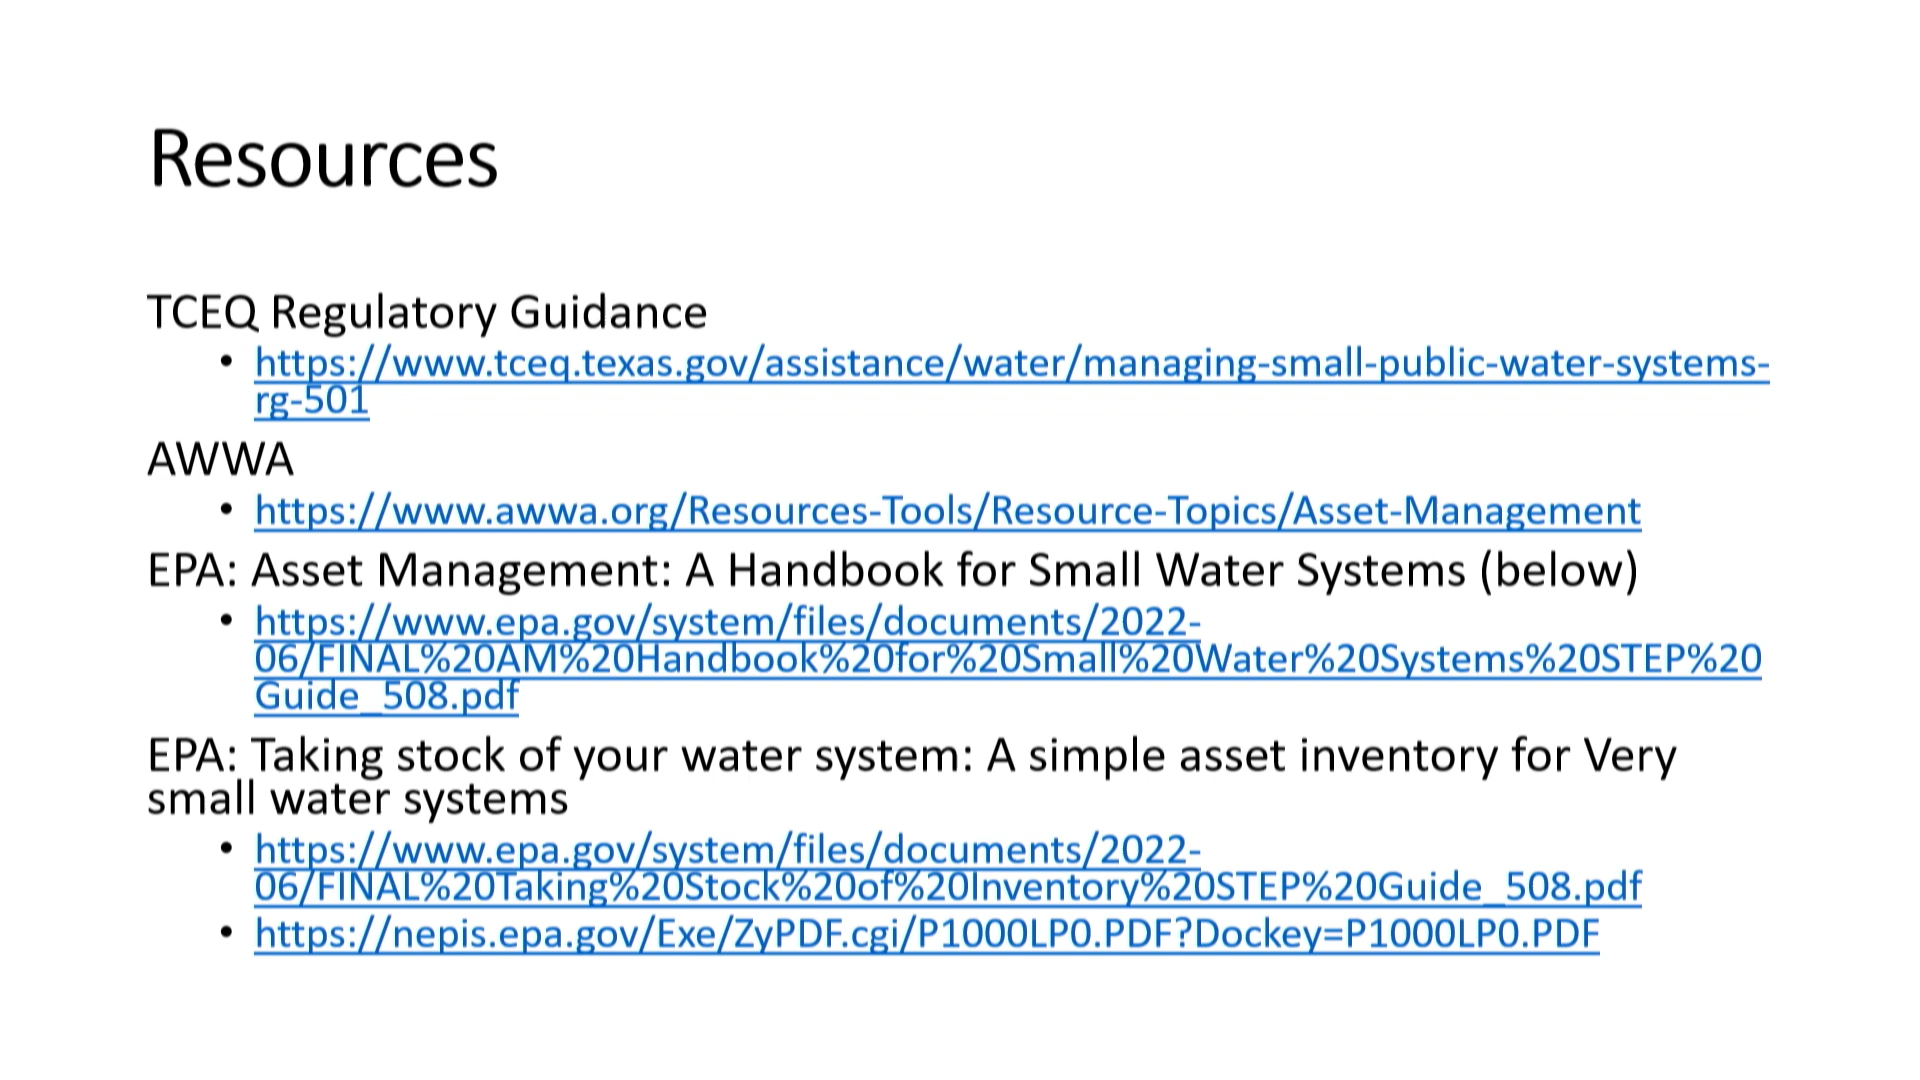 Resources
TCEQ Regulatory Guidance
• https://www.tceq.texas.gov/assistance/water/managing-small-public-water-systems-
rg-501
AWWA
• https://www.awwa.org/Resources-Tools/Resource-Topics/Asset-Management
EPA: Asset Management: A Handbook for Small Water Systems (below)
• https://www.epa.gov/system/files/documents/2022-
06/FINAL%20AM%20Handbook%20for%20Small%20Water%20Systems%20STEP%20
Guide_508.pdf
EPA: Taking stock of your water system: A simple asset inventory for Very
small water systems
• https://www.epa.gov/system/files/documents/2022-
06/FINAL%20Taking%20Stock%20of%20Inventory%20STEP%20Guide_508.pdf
• https://nepis.epa.gov/Exe/ZyPDF.cgi/P1000LP0.PDF?Dockey=P1000LP0.PDF